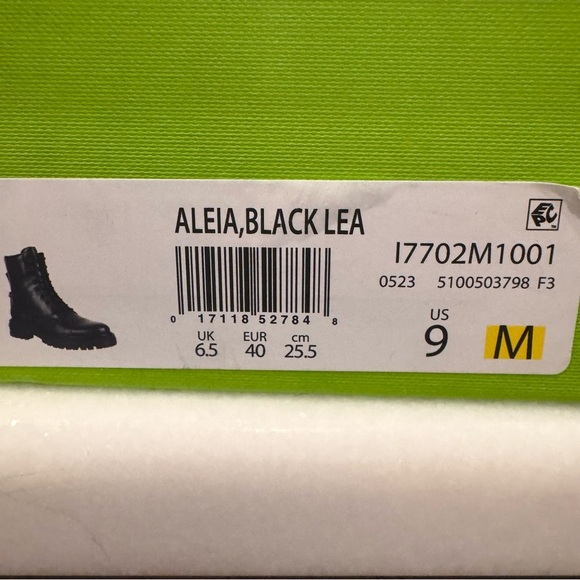 ALEIA,BLACK LEA
I7702M1001
0523 5100503798 F3
0 17118 52784 8
UK EUR cm
6.5 40 25.5
US
9 M